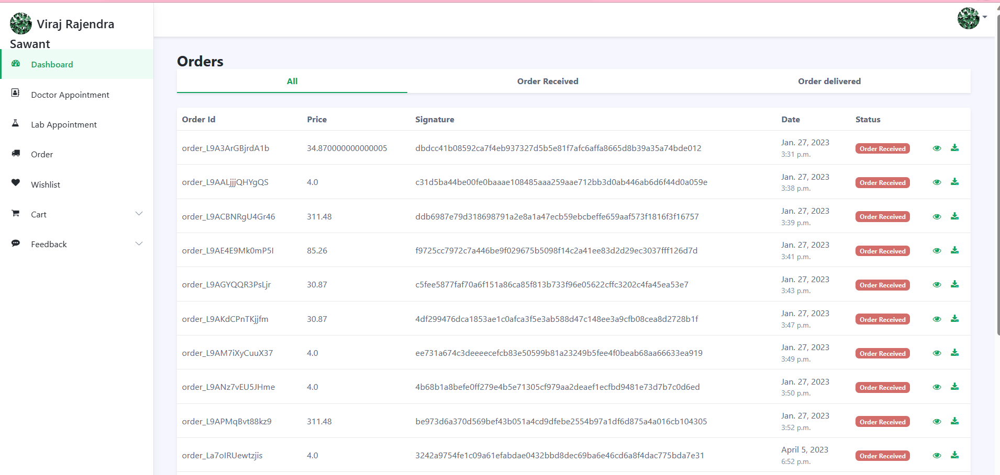 Viraj Rajendra
Sawant
Dashboard
Doctor Appointment
Lab Appointment
Order
Wishlist
Cart
Feedback
Orders
All Order Received Order delivered
Order Id Price Signature Date Status
order_L9A3ArGBjrdA1b 34.870000000000005 dbdcc41b08592ca7f4eb937327d5b5e81f7afc6affa8665d8b39a35a74bde012 Jan. 27, 2023 Order Received
3:31 p.m.
order_L9AALjjjQHYgQS 4.0 c31d5ba44be00fe0baaae108485aaa259aae712bb3d0ab446ab6d6f44d0a059e Jan. 27, 2023 Order Received
3:38 p.m.
order_L9ACBNRgU4Gr46 311.48 ddb6987e79d318698791a2e8a1a47ecb59ebcbeffe659aaf573f1816f3f16757 Jan. 27, 2023 Order Received
3:39 p.m.
order_L9AE4E9Mk0mP5I 85.26 f9725cc7972c7a446be9f029675b5098f14c2a41ee83d2d29ec3037fff126d7d Jan. 27, 2023 Order Received
3:41 p.m.
order_L9AGYQQR3PsLjr 30.87 c5fee5877faf70a6f151a86ca85f813b733f96e05622cffc3202c4fa45ea53e7 Jan. 27, 2023 Order Received
3:43 p.m.
order_L9AKdCPnTKjjfm 30.87 4df299476dca1853ae1c0afca3f5e3ab588d47c148ee3a9cfb08cea8d2728b1f Jan. 27, 2023 Order Received
3:47 p.m.
order_L9AM7iXyCuuX37 4.0 ee731a674c3deeeecefcb83e50599b81a23249b5fee4f0beab68aa66633ea919 Jan. 27, 2023 Order Received
3:49 p.m.
order_L9ANz7vEU5JHme 4.0 4b68b1a8befe0ff279e4b5e71305cf979aa2deaef1ecfbd9481e73d7b7c0d6ed Jan. 27, 2023 Order Received
3:50 p.m.
order_L9APMqBvt88kz9 311.48 be973d6a370d569bef43b051a4cd9dfebe2554b97a1df6d875a4a016cb104305 Jan. 27, 2023 Order Received
3:52 p.m.
order_La7oIRUewtzjis 4.0 3242a9754fe1c09a61efabdae0432bbd8dec69ba6e46cd6a8f4dac775bda7e31 April 5, 2023 Order Received
6:52 p.m.